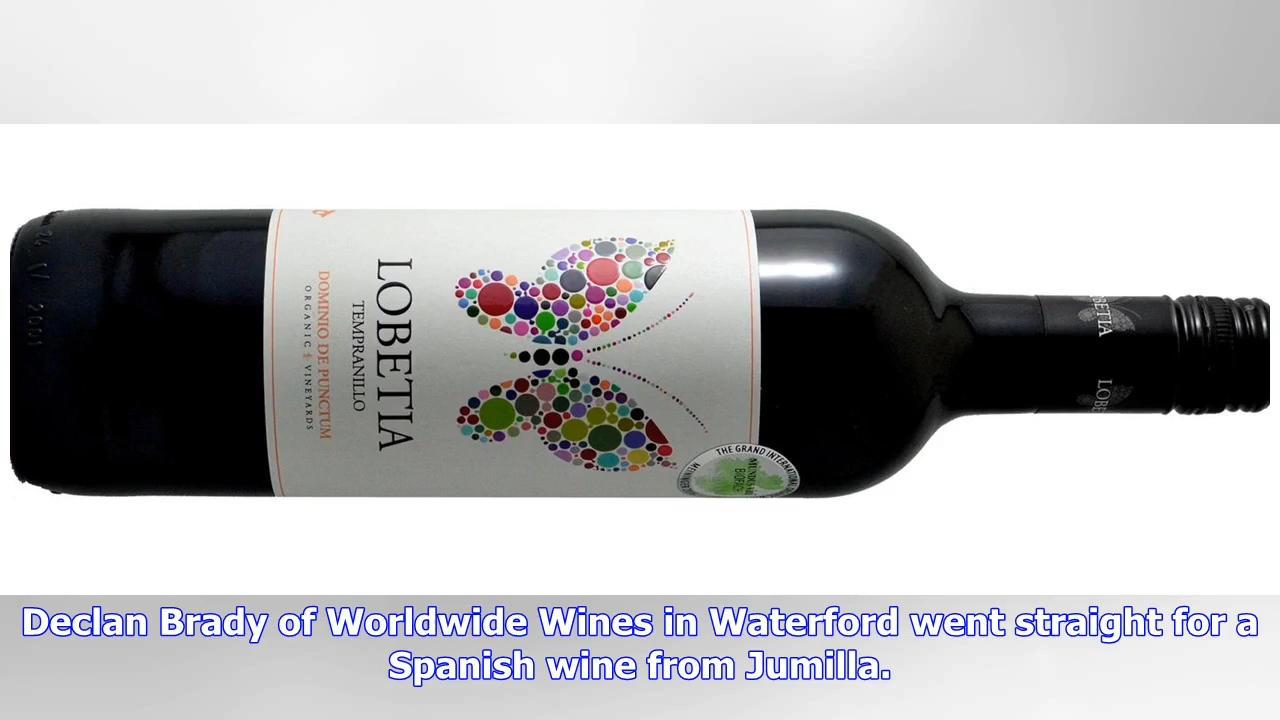 LOBETIA
TEMPRANILLO
DOMINIO DE PUNCTUM
ORGANIC VINEYARDS
THE GRAND INTERNATIONAL
LOBETIA
Declan Brady of Worldwide Wines in Waterford went straight for a
Spanish wine from Jumilla.